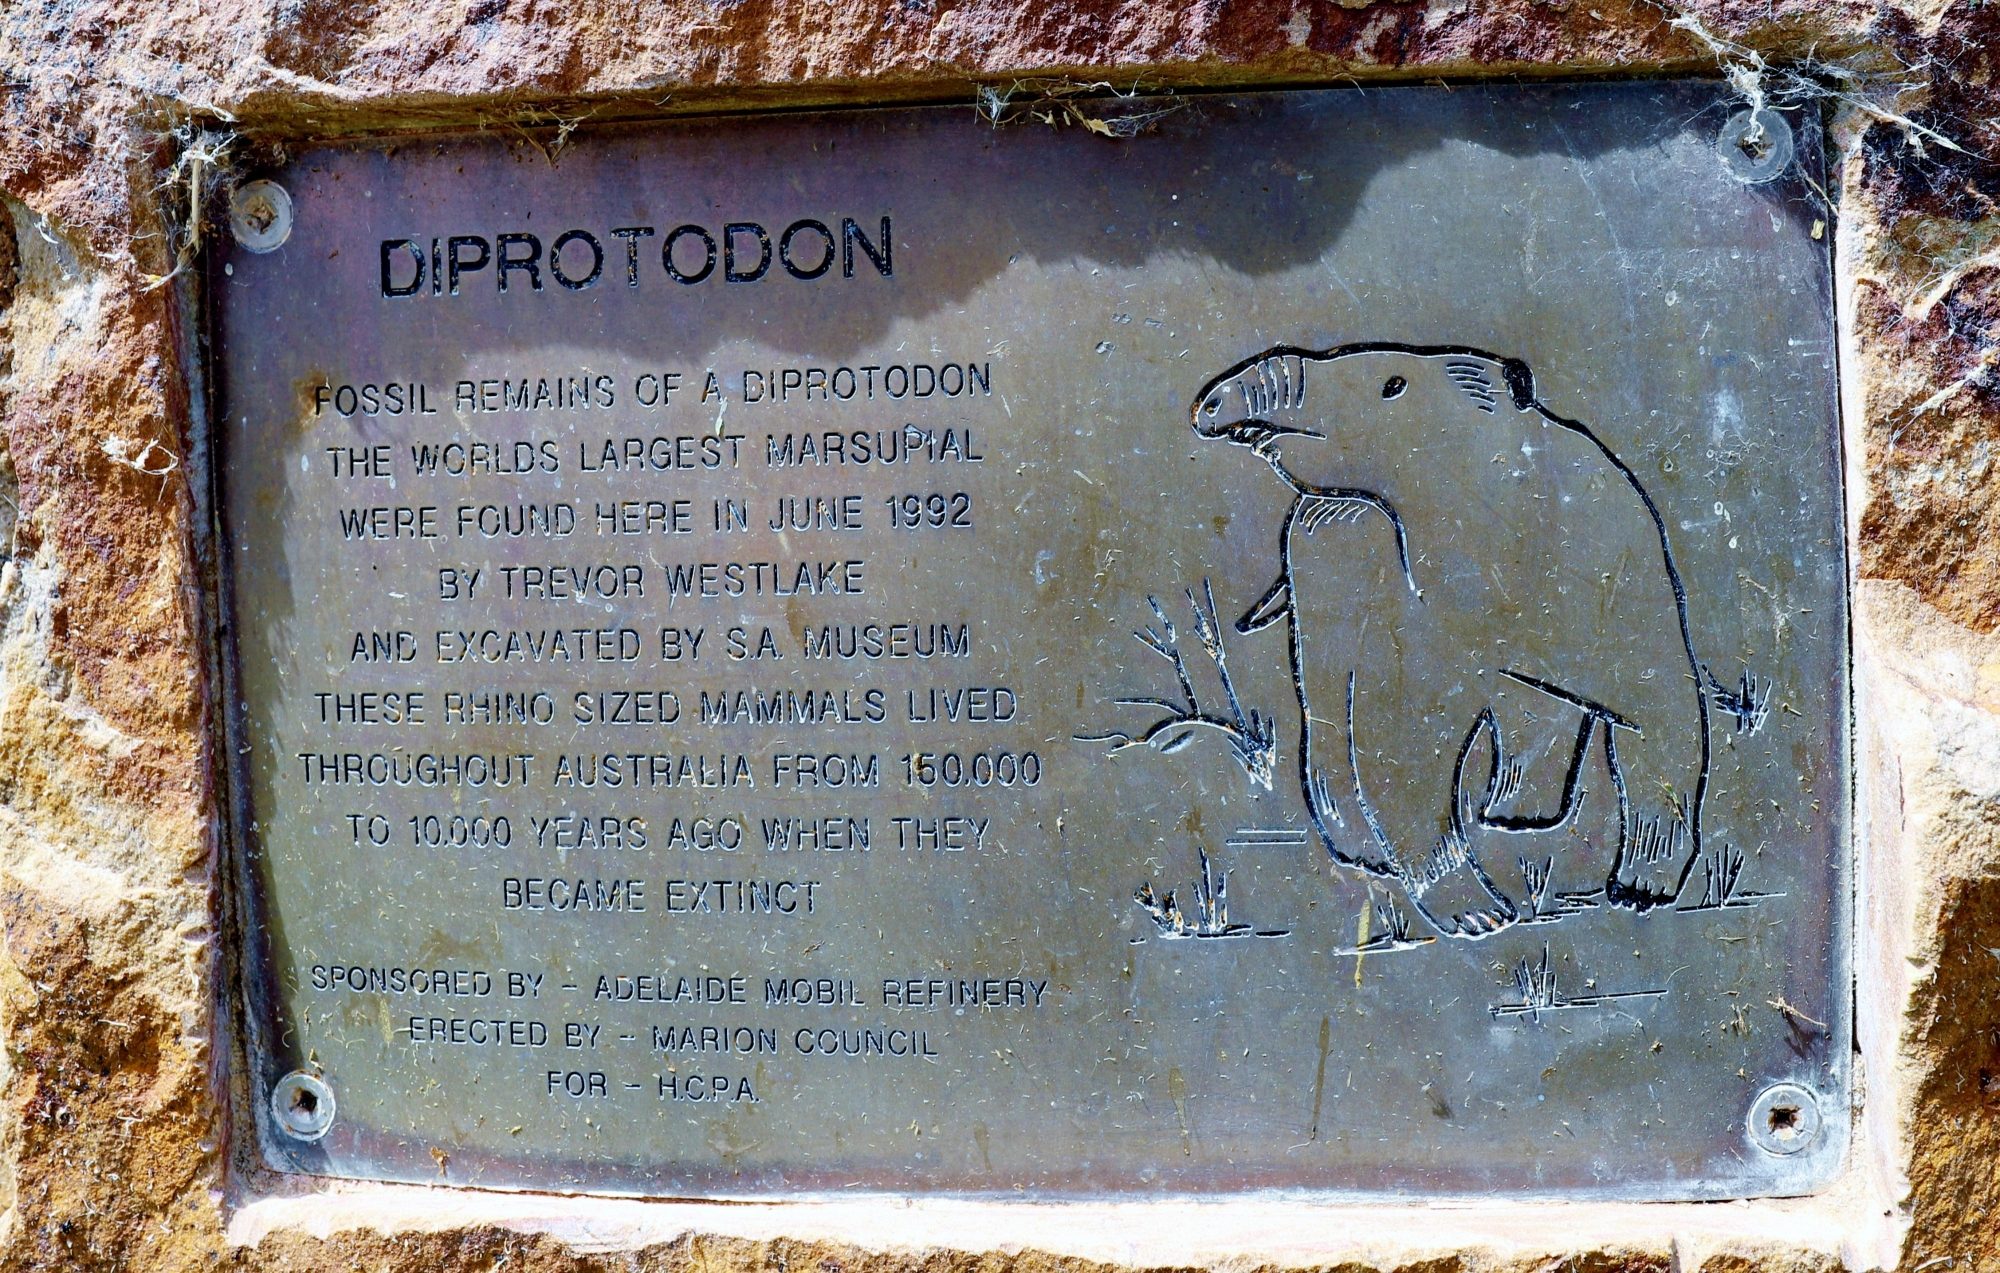 DIPROTODON
FOSSIL REMAINS OF A DIPROTODON
THE WORLDS LARGEST MARSUPIAL
WERE FOUND HERE IN JUNE 1992
BY TREVOR WESTLAKE
AND EXCAVATED BY S.A. MUSEUM
THESE RHINO SIZED MAMMALS LIVED
THROUGHOUT AUSTRALIA FROM 150,000
TO 10,000 YEARS AGO WHEN THEY
BECAME EXTINCT
SPONSORED BY - ADELAIDE MOBIL REFINERY
ERECTED BY - MARION COUNCIL
FOR - H.C.P.A.